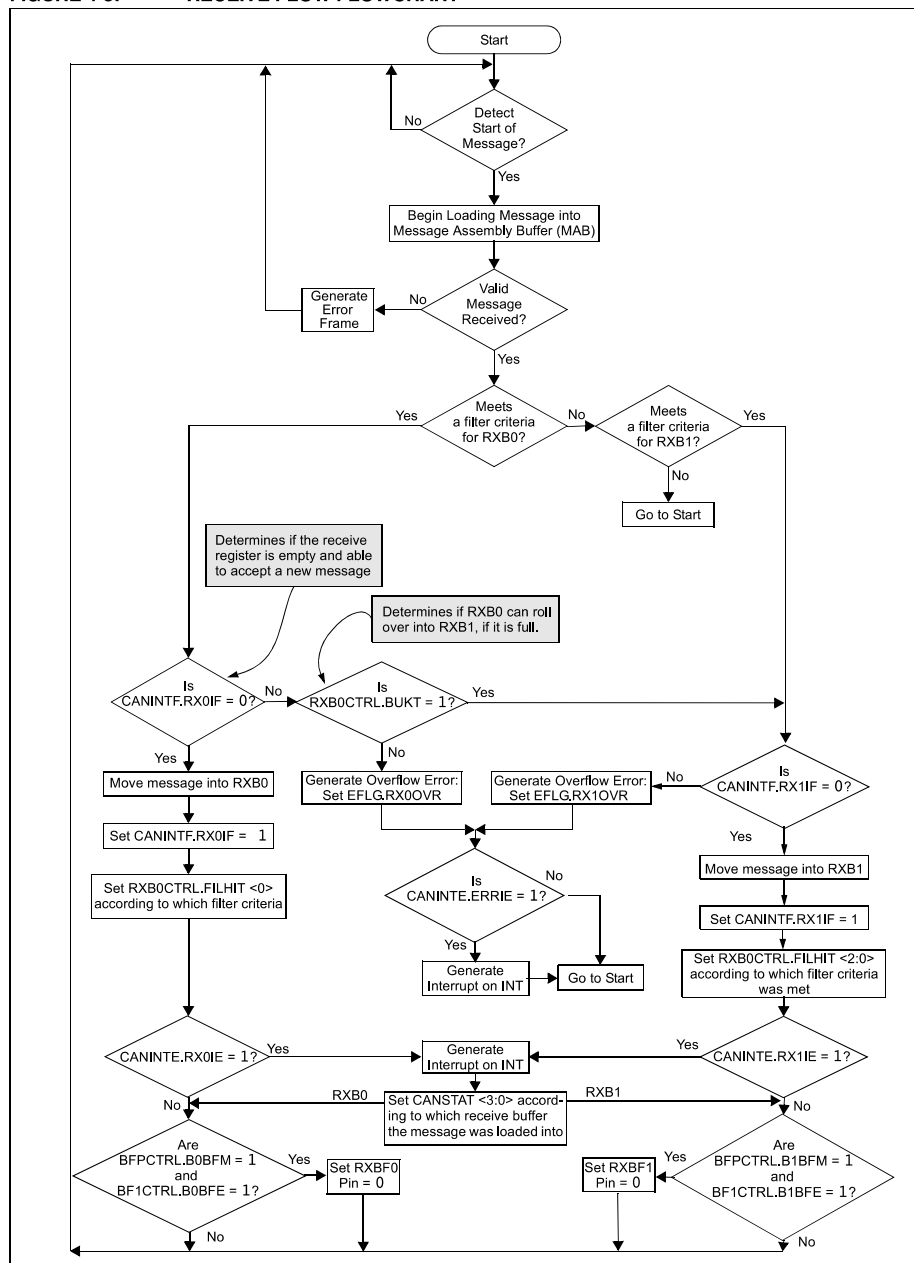 Start
Detect
Start of
Message?
No
Yes
Begin Loading Message into
Message Assembly Buffer (MAB)
Valid
Message
Received?
No
Generate
Error
Frame
Yes
Meets
a filter criteria
for RXB0?
Yes
No
Meets
a filter criteria
for RXB1?
Yes
No
Go to Start
Determines if the receive
register is empty and able
to accept a new message
Determines if RXB0 can roll
over into RXB1, if it is full.
Is
CANINTF.RX0IF = 0?
No
Is
RXB0CTRL.BUKT = 1?
Yes
Yes
No
Move message into RXB0
Generate Overflow Error:
Set EFLG.RX0OVR
Generate Overflow Error:
Set EFLG.RX1OVR
No
Is
CANINTF.RX1IF = 0?
Yes
Set CANINTF.RX0IF = 1
Move message into RXB1
Set RXB0CTRL.FILHIT <0>
according to which filter criteria
Is
CANINTE.ERRIE = 1?
No
Yes
Set CANINTF.RX1IF = 1
Generate
Interrupt on INT
Go to Start
Set RXB0CTRL.FILHIT <2:0>
according to which filter criteria
was met
CANINTE.RX0IE = 1?
Yes
Generate
Interrupt on INT
Yes
CANINTE.RX1IE = 1?
No
RXB0
Set CANSTAT <3:0> accord-
ing to which receive buffer
the message was loaded into
RXB1
No
Are
BFPCTRL.B0BFM = 1
and
BF1CTRL.B0BFE = 1?
Yes
Set RXBF0
Pin = 0
Set RXBF1
Pin = 0
Yes
Are
BFPCTRL.B1BFM = 1
and
BF1CTRL.B1BFE = 1?
No
No